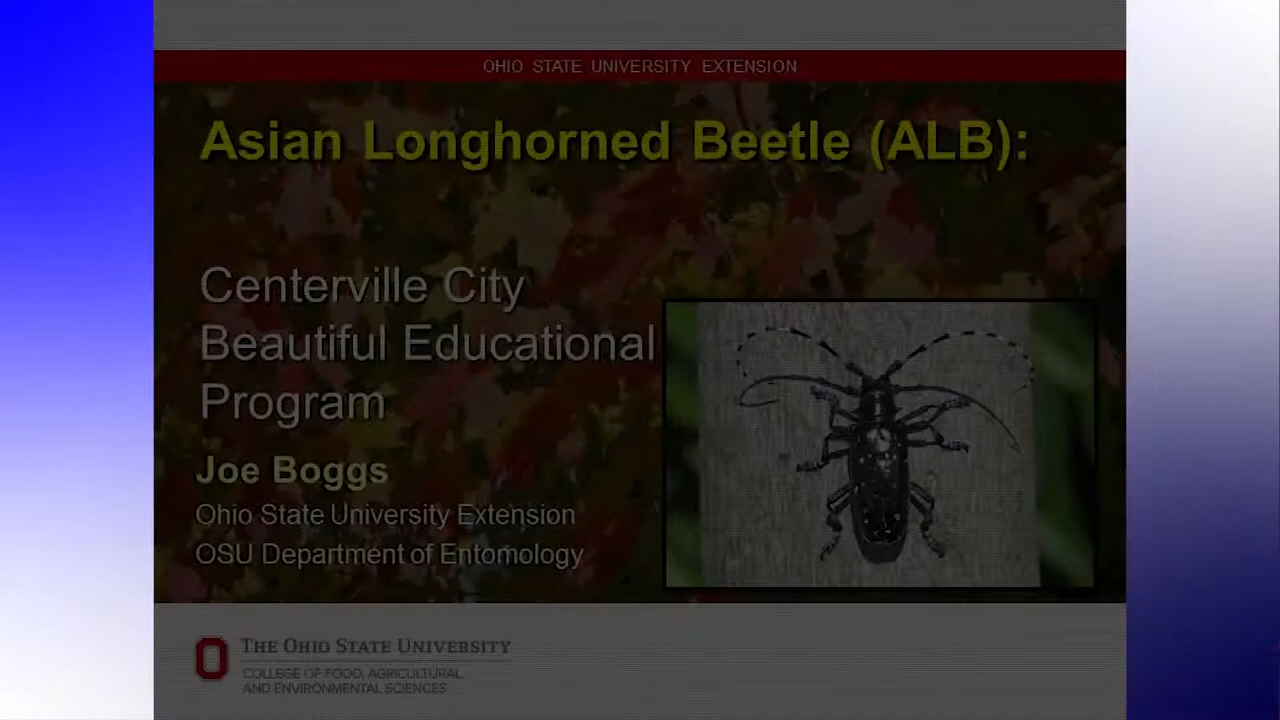 OHIO STATE UNIVERSITY EXTENSION
Asian Longhorned Beetle (ALB):
Centerville City
Beautiful Educational
Program
Joe Boggs
Ohio State University Extension
OSU Department of Entomology
THE OHIO STATE UNIVERSITY
COLLEGE OF FOOD, AGRICULTURAL,
AND ENVIRONMENTAL SCIENCES